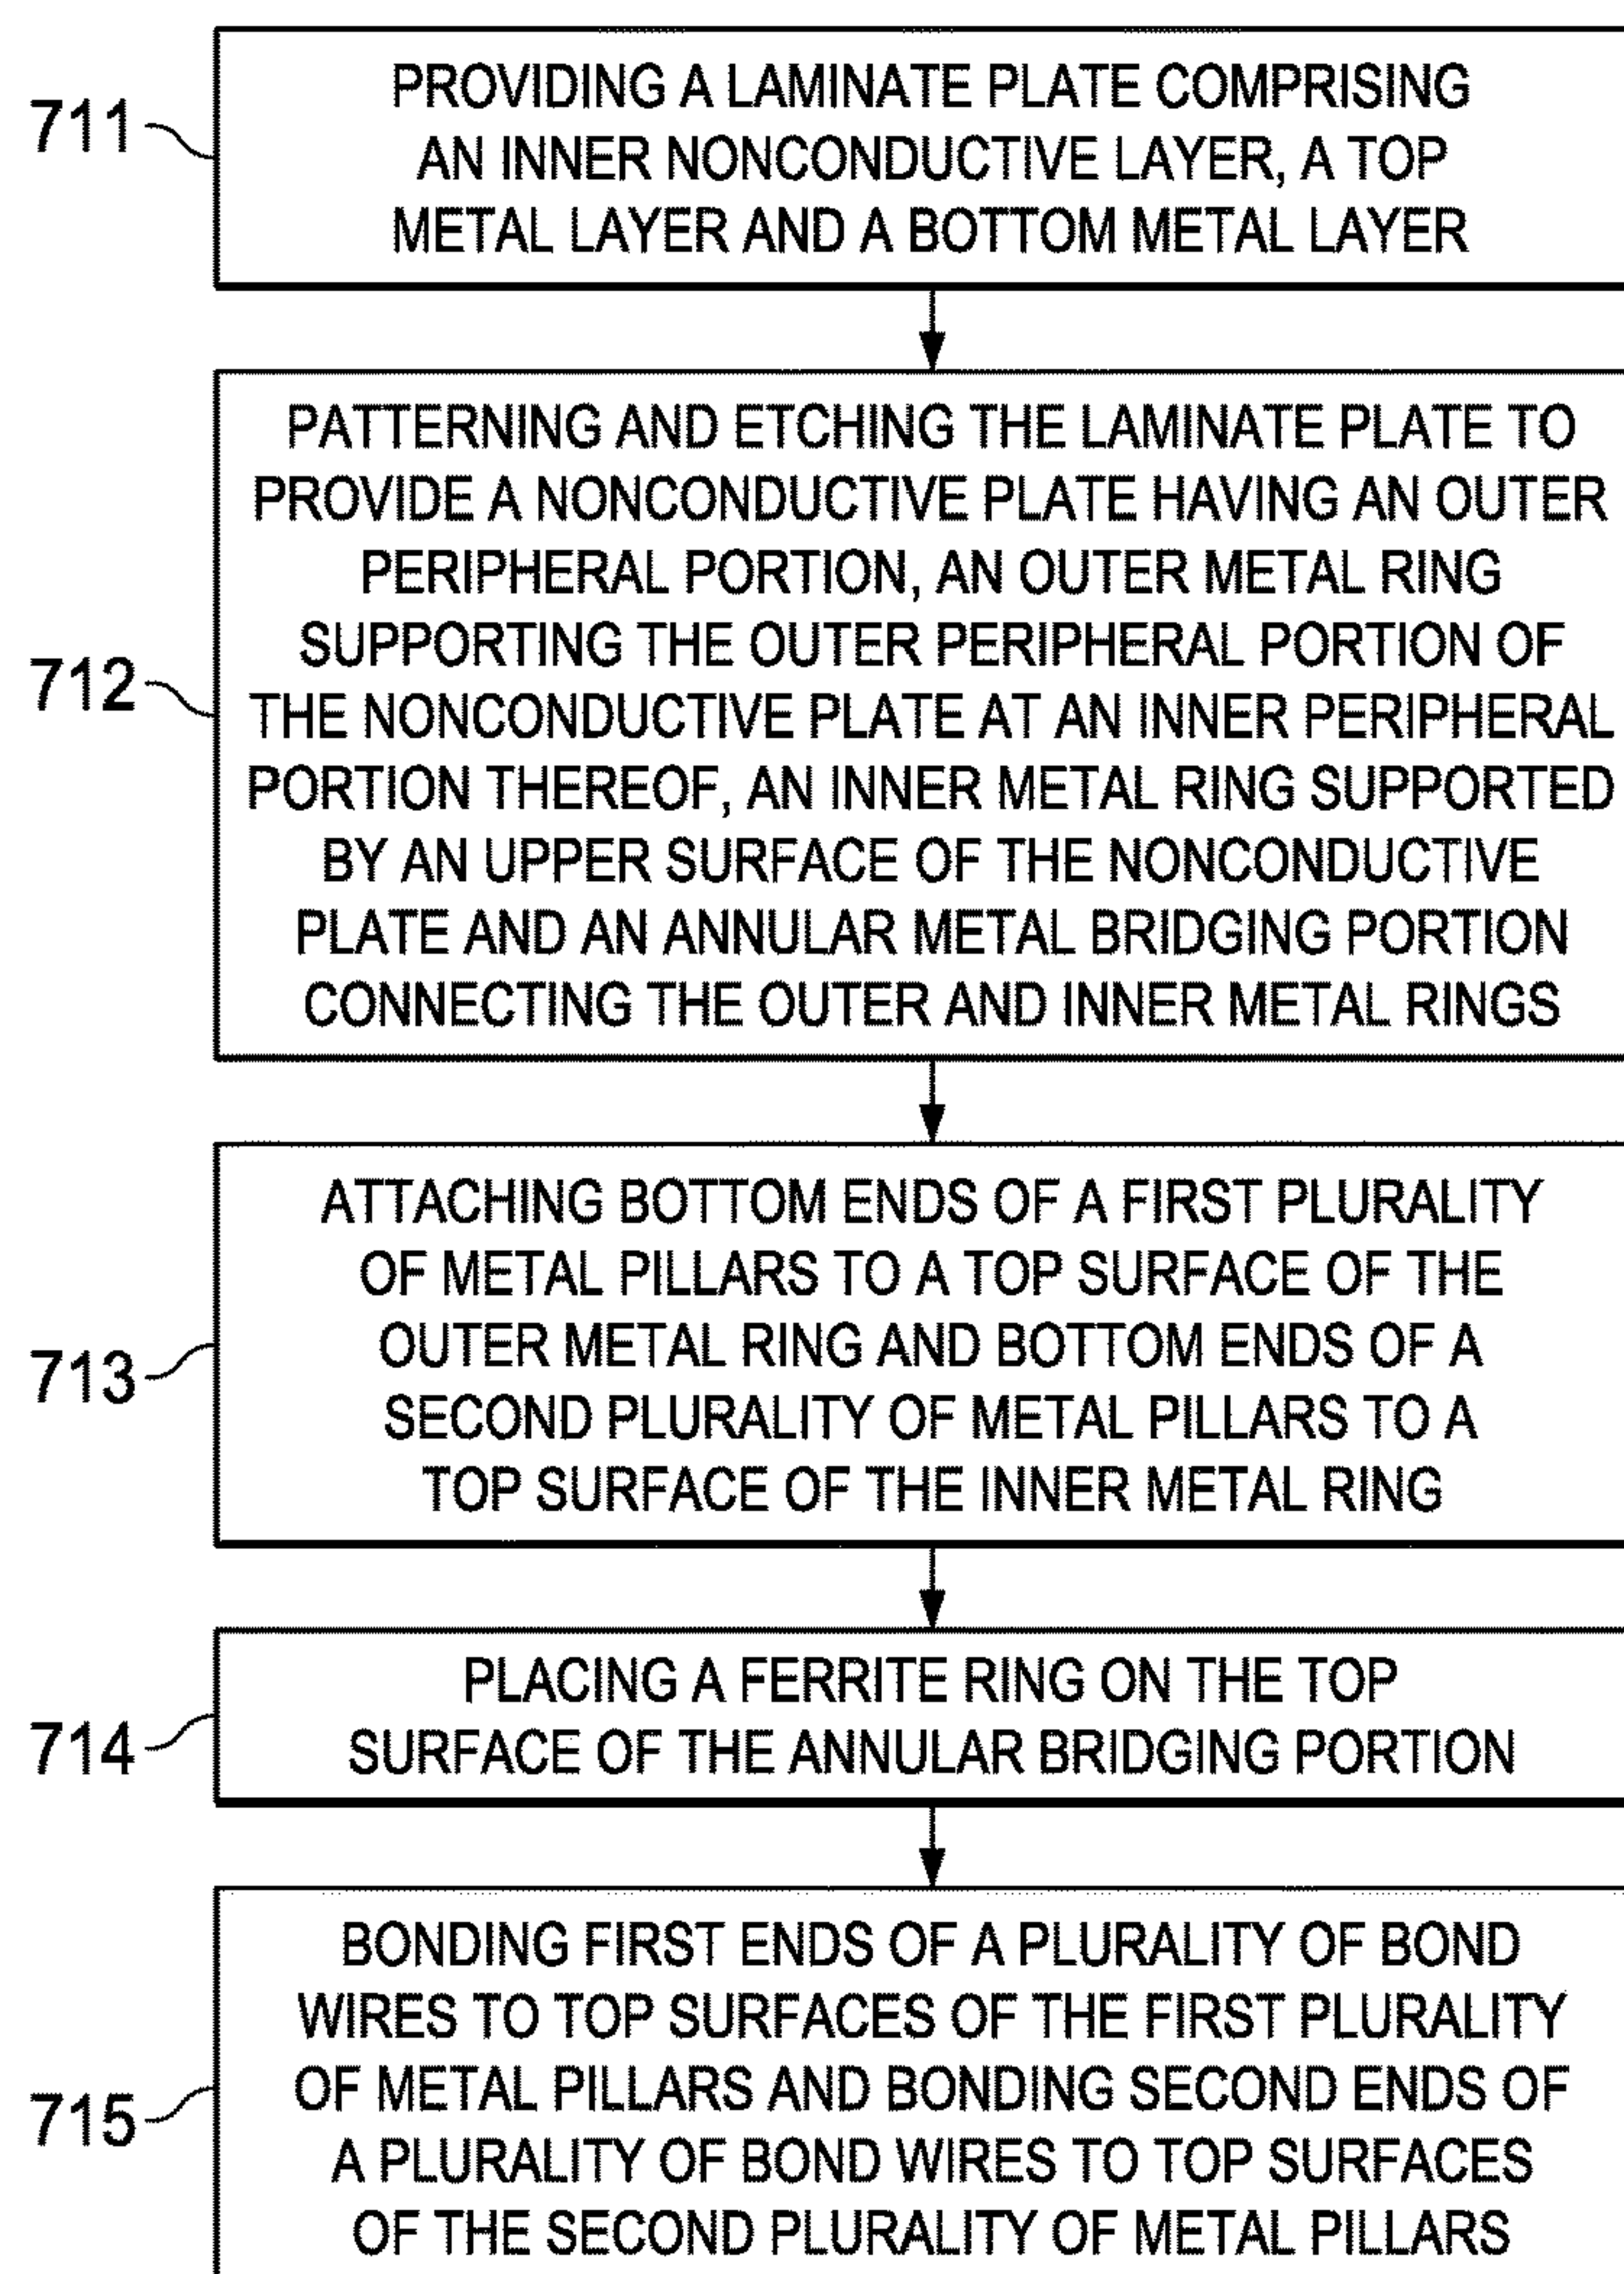 711
PROVIDING A LAMINATE PLATE COMPRISING
AN INNER NONCONDUCTIVE LAYER, A TOP
METAL LAYER AND A BOTTOM METAL LAYER
712
PATTERNING AND ETCHING THE LAMINATE PLATE TO
PROVIDE A NONCONDUCTIVE PLATE HAVING AN OUTER
PERIPHERAL PORTION, AN OUTER METAL RING
SUPPORTING THE OUTER PERIPHERAL PORTION OF
THE NONCONDUCTIVE PLATE AT AN INNER PERIPHERAL
PORTION THEREOF, AN INNER METAL RING SUPPORTED
BY AN UPPER SURFACE OF THE NONCONDUCTIVE
PLATE AND AN ANNULAR METAL BRIDGING PORTION
CONNECTING THE OUTER AND INNER METAL RINGS
713
ATTACHING BOTTOM ENDS OF A FIRST PLURALITY
OF METAL PILLARS TO A TOP SURFACE OF THE
OUTER METAL RING AND BOTTOM ENDS OF A
SECOND PLURALITY OF METAL PILLARS TO A
TOP SURFACE OF THE INNER METAL RING
714
PLACING A FERRITE RING ON THE TOP
SURFACE OF THE ANNULAR BRIDGING PORTION
715
BONDING FIRST ENDS OF A PLURALITY OF BOND
WIRES TO TOP SURFACES OF THE FIRST PLURALITY
OF METAL PILLARS AND BONDING SECOND ENDS OF
A PLURALITY OF BOND WIRES TO TOP SURFACES
OF THE SECOND PLURALITY OF METAL PILLARS